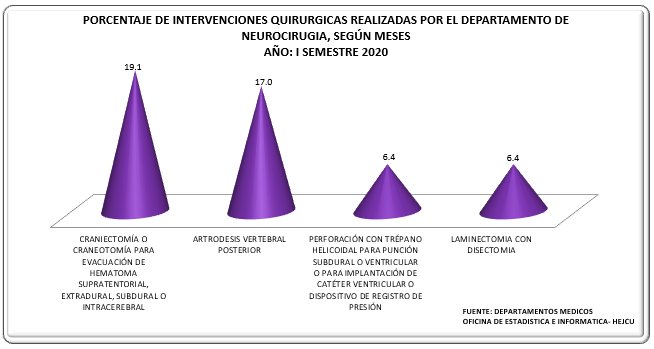 PORCENTAJE DE INTERVENCIONES QUIRURGICAS REALIZADAS POR EL DEPARTAMENTO DE
NEUROCIRUGIA, SEGÚN MESES
AÑO: I SEMESTRE 2020
19.1
17.0
6.4
6.4
CRANIECTOMÍA O
CRANEOTOMÍA PARA
EVACUACIÓN DE
HEMATOMA
SUPRATENTORIAL,
EXTRADURAL, SUBDURAL O
INTRACEREBRAL
ARTRODESIS VERTEBRAL
POSTERIOR
PERFORACIÓN CON TRÉPANO
HELICOIDAL PARA PUNCIÓN
SUBDURAL O VENTRICULAR
O PARA IMPLANTACIÓN DE
CATÉTER VENTRICULAR O
DISPOSITIVO DE REGISTRO DE
PRESIÓN
LAMINECTOMIA CON
DISECTOMIA
FUENTE: DEPARTAMENTOS MEDICOS
OFICINA DE ESTADISTICA E INFORMATICA- HEJCU